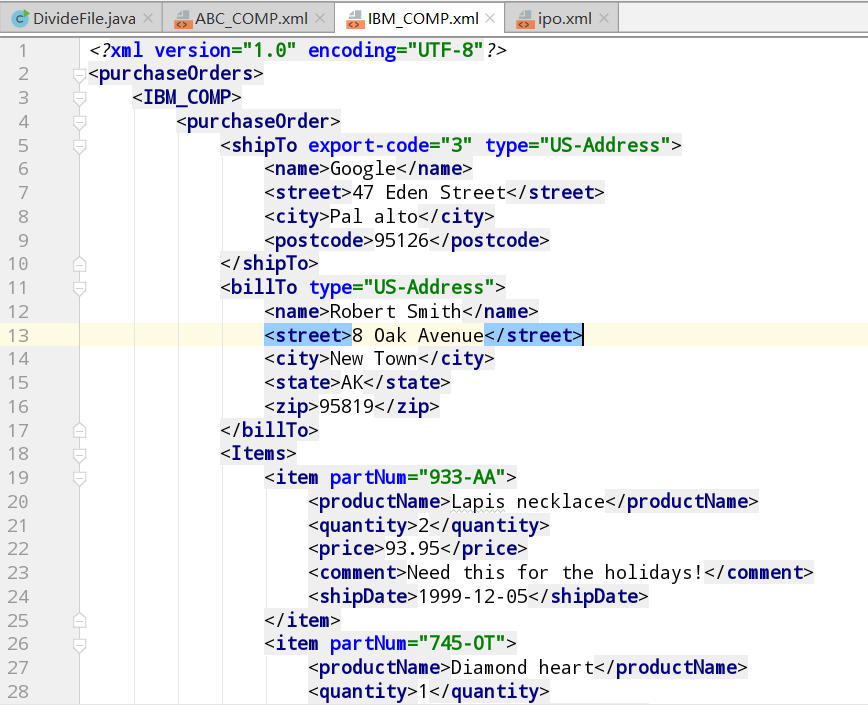 DivideFile.java ABC_COMP.xml IBM_COMP.xml ipo.xml
1 <?xml version="1.0" encoding="UTF-8"?>
2 <purchaseOrders>
3 <IBM_COMP>
4 <purchaseOrder>
5 <shipTo export-code="3" type="US-Address">
6 <name>Google</name>
7 <street>47 Eden Street</street>
8 <city>Pal alto</city>
9 <postcode>95126</postcode>
10 </shipTo>
11 <billTo type="US-Address">
12 <name>Robert Smith</name>
13 <street>8 Oak Avenue</street>
14 <city>New Town</city>
15 <state>AK</state>
16 <zip>95819</zip>
17 </billTo>
18 <Items>
19 <item partNum="933-AA">
20 <productName>Lapis necklace</productName>
21 <quantity>2</quantity>
22 <price>93.95</price>
23 <comment>Need this for the holidays!</comment>
24 <shipDate>1999-12-05</shipDate>
25 </item>
26 <item partNum="745-OT">
27 <productName>Diamond heart</productName>
28 <quantity>1</quantity>